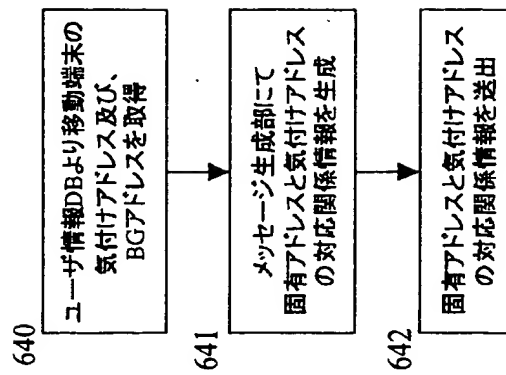 640
ユーザ情報DBより移動端末の
気付けアドレス及び、
BGアドレスを取得
641
メッセージ生成部にて
固有アドレスと気付けアドレス
の対応関係情報を生成
642
固有アドレスと気付けアドレス
の対応関係情報を送出